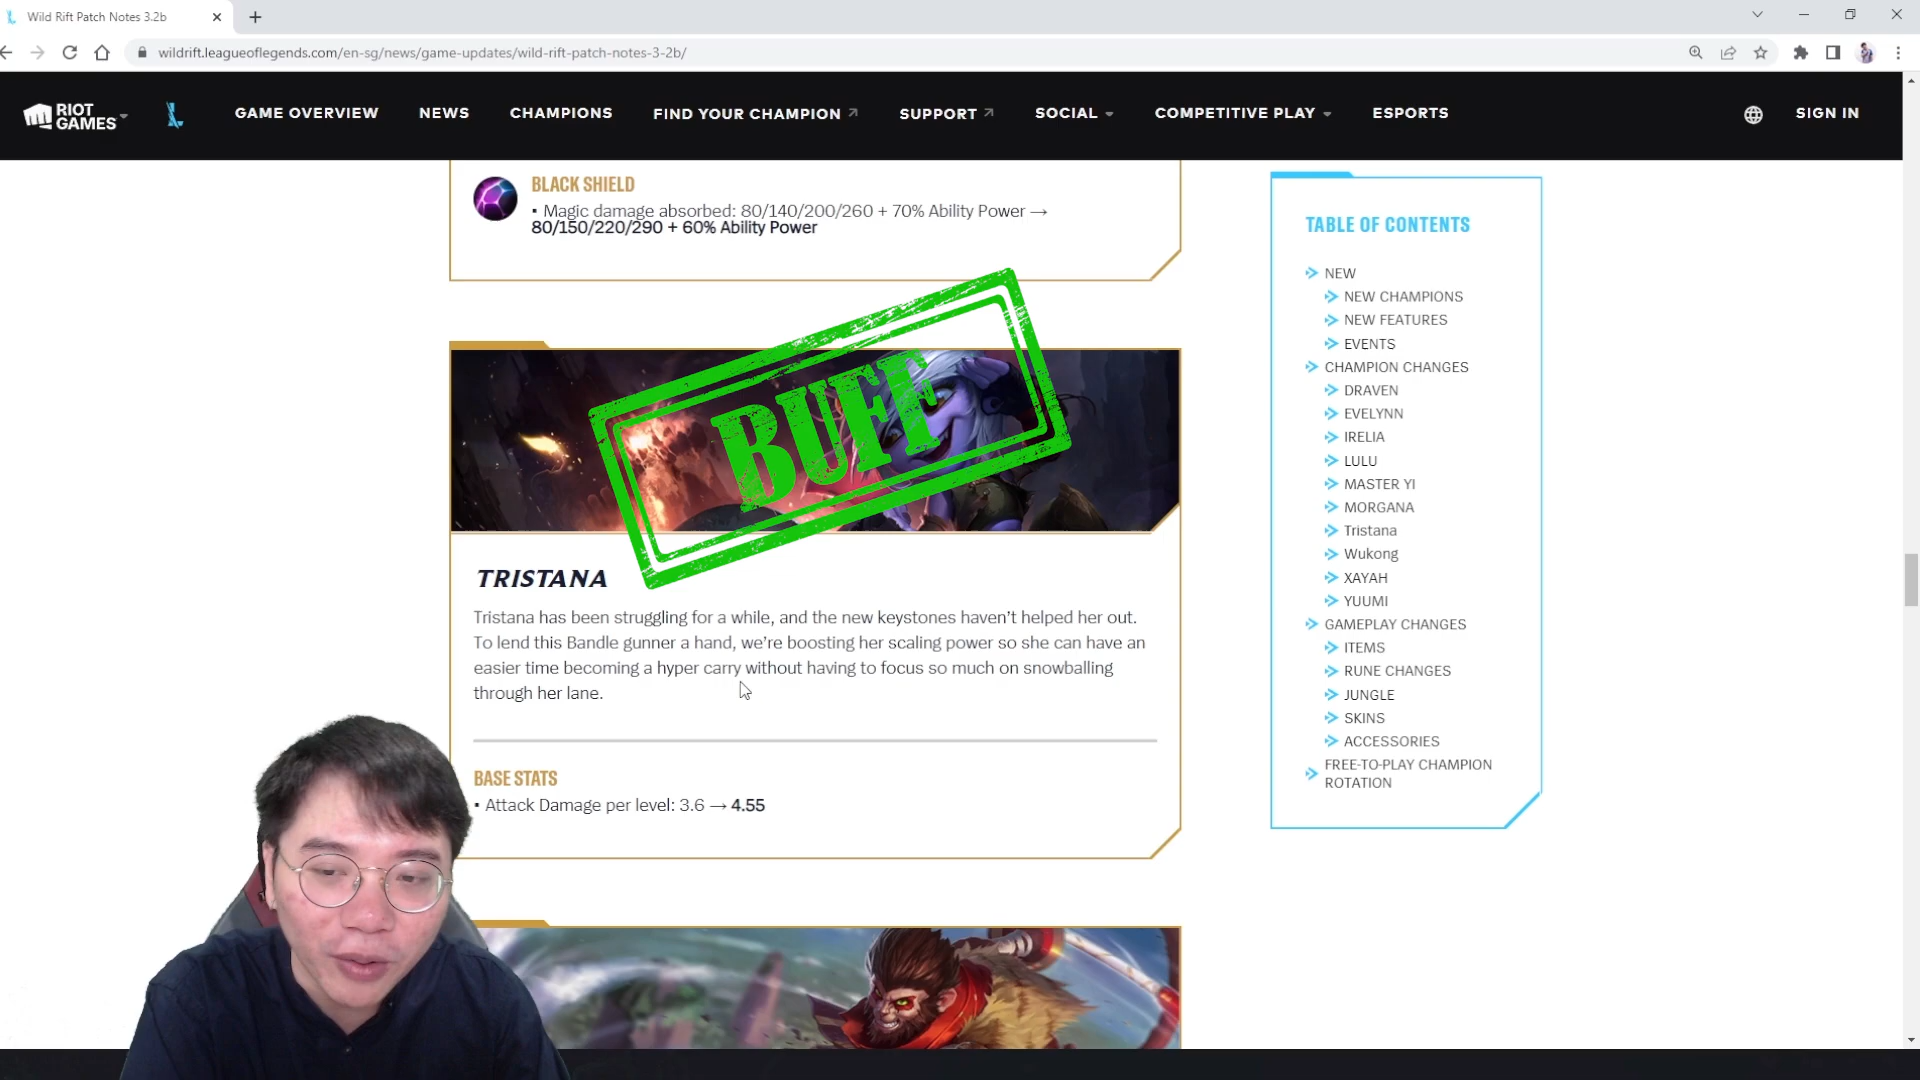 Wild Rift Patch Notes 3.2b
wildrift.leagueoflegends.com/en-sg/news/game-updates/wild-rift-patch-notes-3-2b/
RIOT GAMES
GAME OVERVIEW
NEWS
CHAMPIONS
FIND YOUR CHAMPION
SUPPORT
SOCIAL
COMPETITIVE PLAY
ESPORTS
SIGN IN
BLACK SHIELD
• Magic damage absorbed: 80/140/200/260 + 70% Ability Power →
80/150/220/290 + 60% Ability Power
BUFF
TRISTANA
Tristana has been struggling for a while, and the new keystones haven’t helped her out.
To lend this Bandle gunner a hand, we’re boosting her scaling power so she can have an
easier time becoming a hyper carry without having to focus so much on snowballing
through her lane.
BASE STATS
• Attack Damage per level: 3.6 → 4.55
TABLE OF CONTENTS
NEW
NEW CHAMPIONS
NEW FEATURES
EVENTS
CHAMPION CHANGES
DRAVEN
EVELYNN
IRELIA
LULU
MASTER YI
MORGANA
Tristana
Wukong
XAYAH
YUUMI
GAMEPLAY CHANGES
ITEMS
RUNE CHANGES
JUNGLE
SKINS
ACCESSORIES
FREE-TO-PLAY CHAMPION
ROTATION